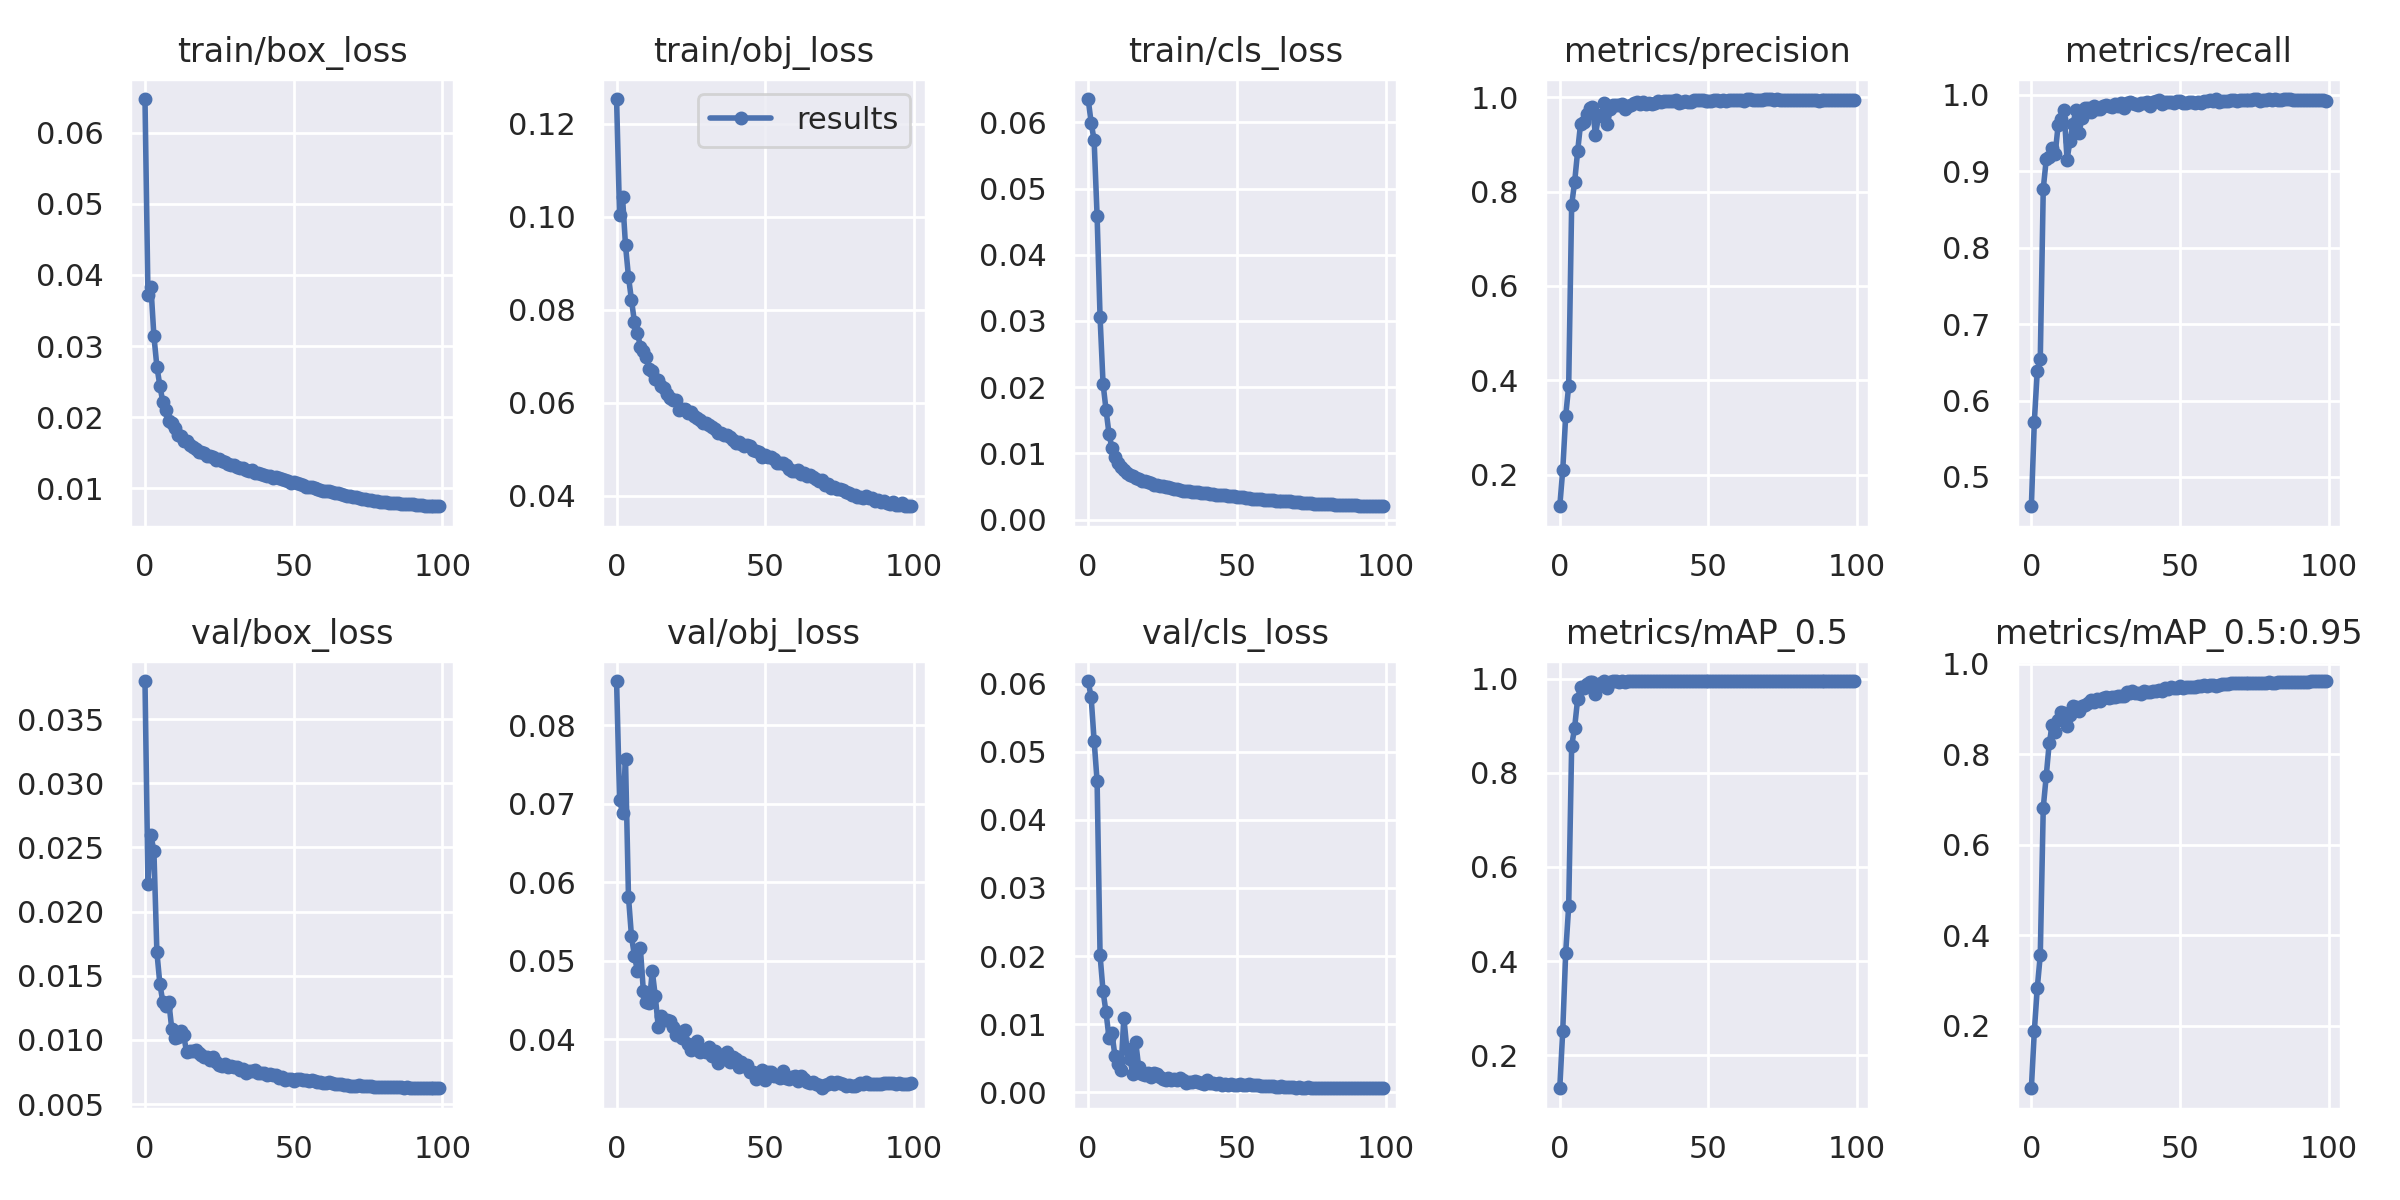 train/box_loss
train/obj_loss
train/cls_loss
metrics/precision
metrics/recall
0.06
0.05
0.04
0.03
0.02
0.01
0 50 100
results
0.12
0.10
0.08
0.06
0.04
0 50 100
0.06
0.05
0.04
0.03
0.02
0.01
0.00
0 50 100
1.0
0.8
0.6
0.4
0.2
0 50 100
1.0
0.9
0.8
0.7
0.6
0.5
0 50 100
val/box_loss
val/obj_loss
val/cls_loss
metrics/mAP_0.5
metrics/mAP_0.5:0.95
0.035
0.030
0.025
0.020
0.015
0.010
0.005
0 50 100
0.08
0.07
0.06
0.05
0.04
0 50 100
0.06
0.05
0.04
0.03
0.02
0.01
0.00
0 50 100
1.0
0.8
0.6
0.4
0.2
0 50 100
1.0
0.8
0.6
0.4
0.2
0 50 100